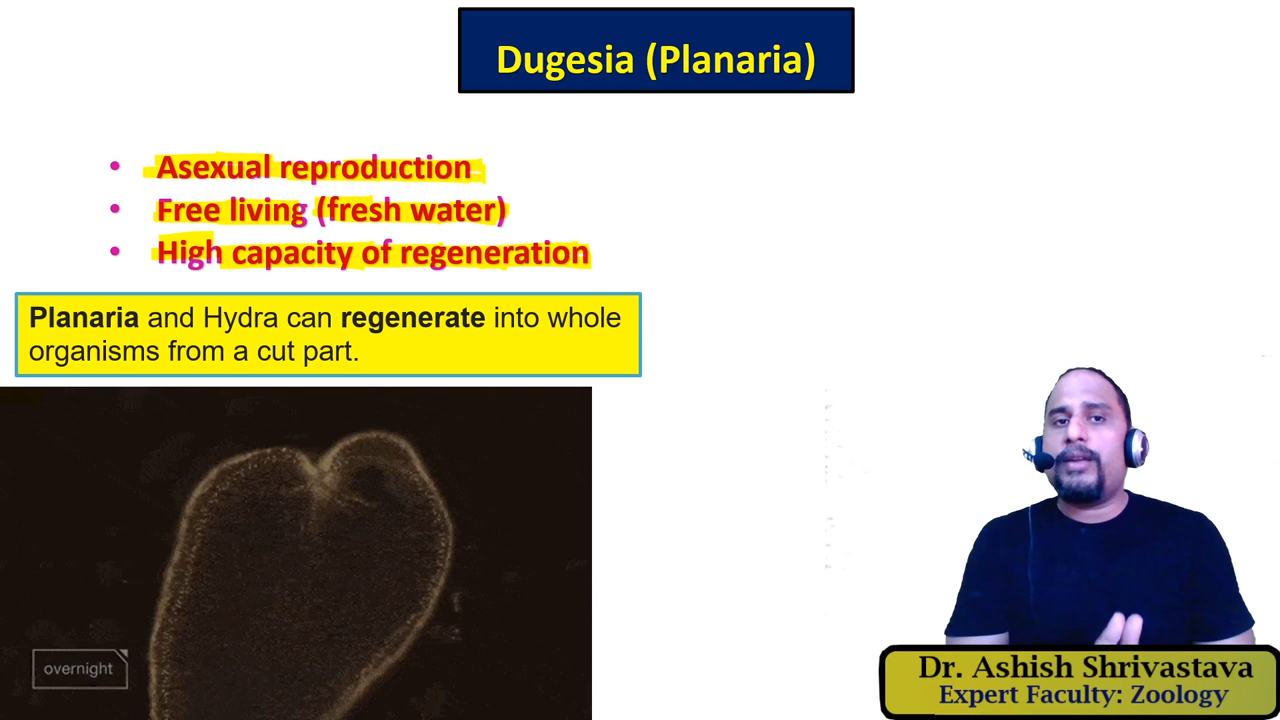 Dugesia (Planaria)
• Asexual reproduction
• Free living (fresh water)
• High capacity of regeneration
Planaria and Hydra can regenerate into whole
organisms from a cut part.
overnight
Dr. Ashish Shrivastava
Expert Faculty: Zoology